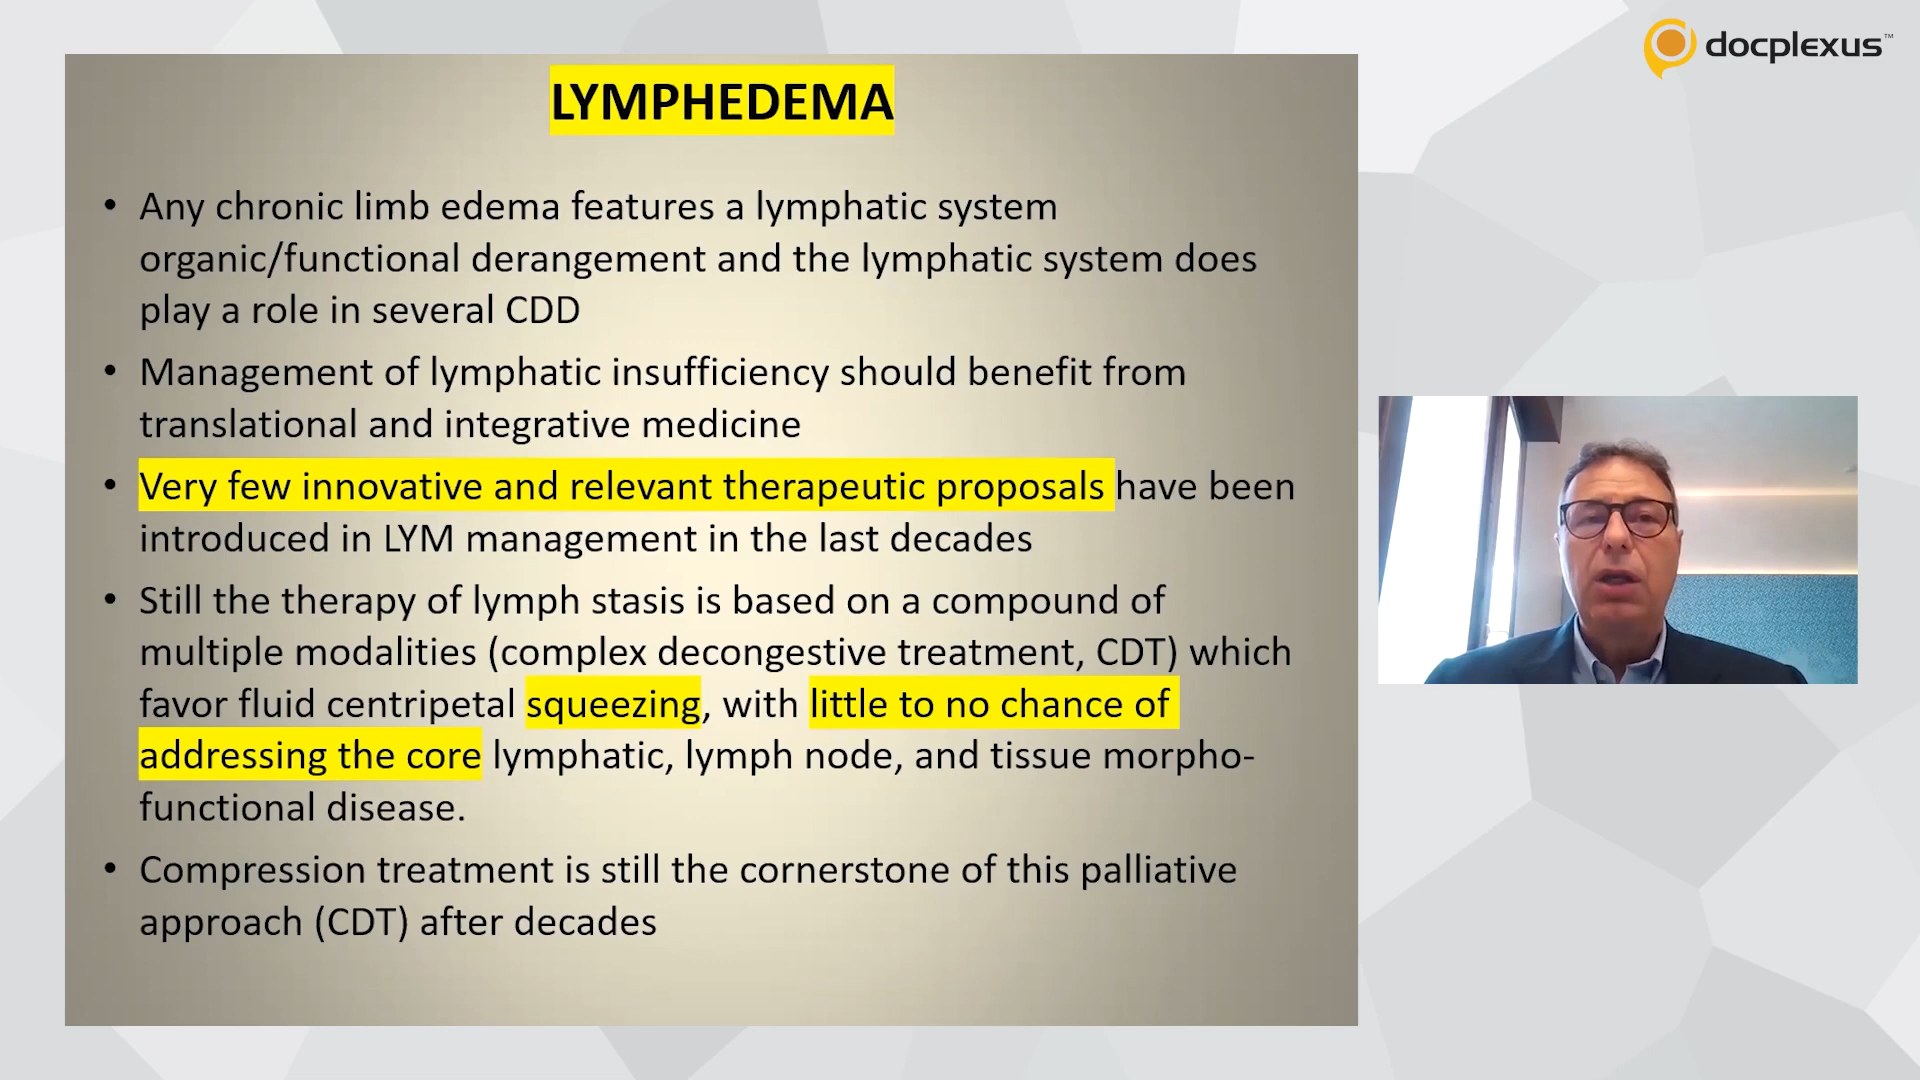 docplexus™
LYMPHEDEMA
• Any chronic limb edema features a lymphatic system
organic/functional derangement and the lymphatic system does
play a role in several CDD
• Management of lymphatic insufficiency should benefit from
translational and integrative medicine
• Very few innovative and relevant therapeutic proposals have been
introduced in LYM management in the last decades
• Still the therapy of lymph stasis is based on a compound of
multiple modalities (complex decongestive treatment, CDT) which
favor fluid centripetal squeezing, with little to no chance of
addressing the core lymphatic, lymph node, and tissue morpho-
functional disease.
• Compression treatment is still the cornerstone of this palliative
approach (CDT) after decades